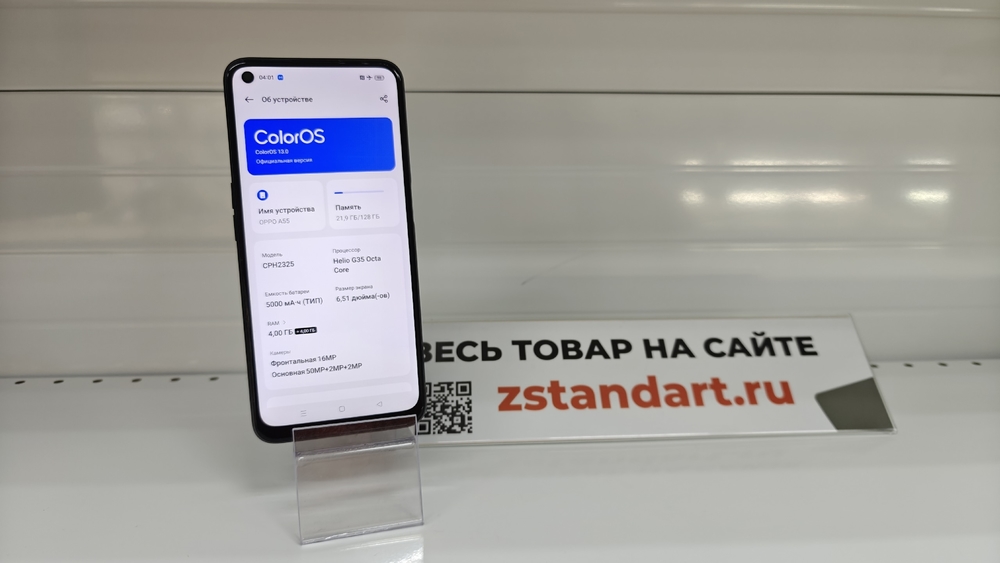 04:01
Об устройстве
ColorOS
ColorOS 13.0
Официальная версия
Имя устройства
OPPO A55
Память
21,9 ГБ/128 ГБ
Модель
CPH2325
Процессор
Helio G35 Octa
Core
Емкость батареи
5000 мА·ч (ТИП)
Размер экрана
6,51 дюйма(-ов)
RAM
4,00 ГБ + 4,00 ГБ
Камеры
Фронтальная 16MP
Основная 50MP+2MP+2MP
ВЕСЬ ТОВАР НА САЙТЕ
zstandart.ru